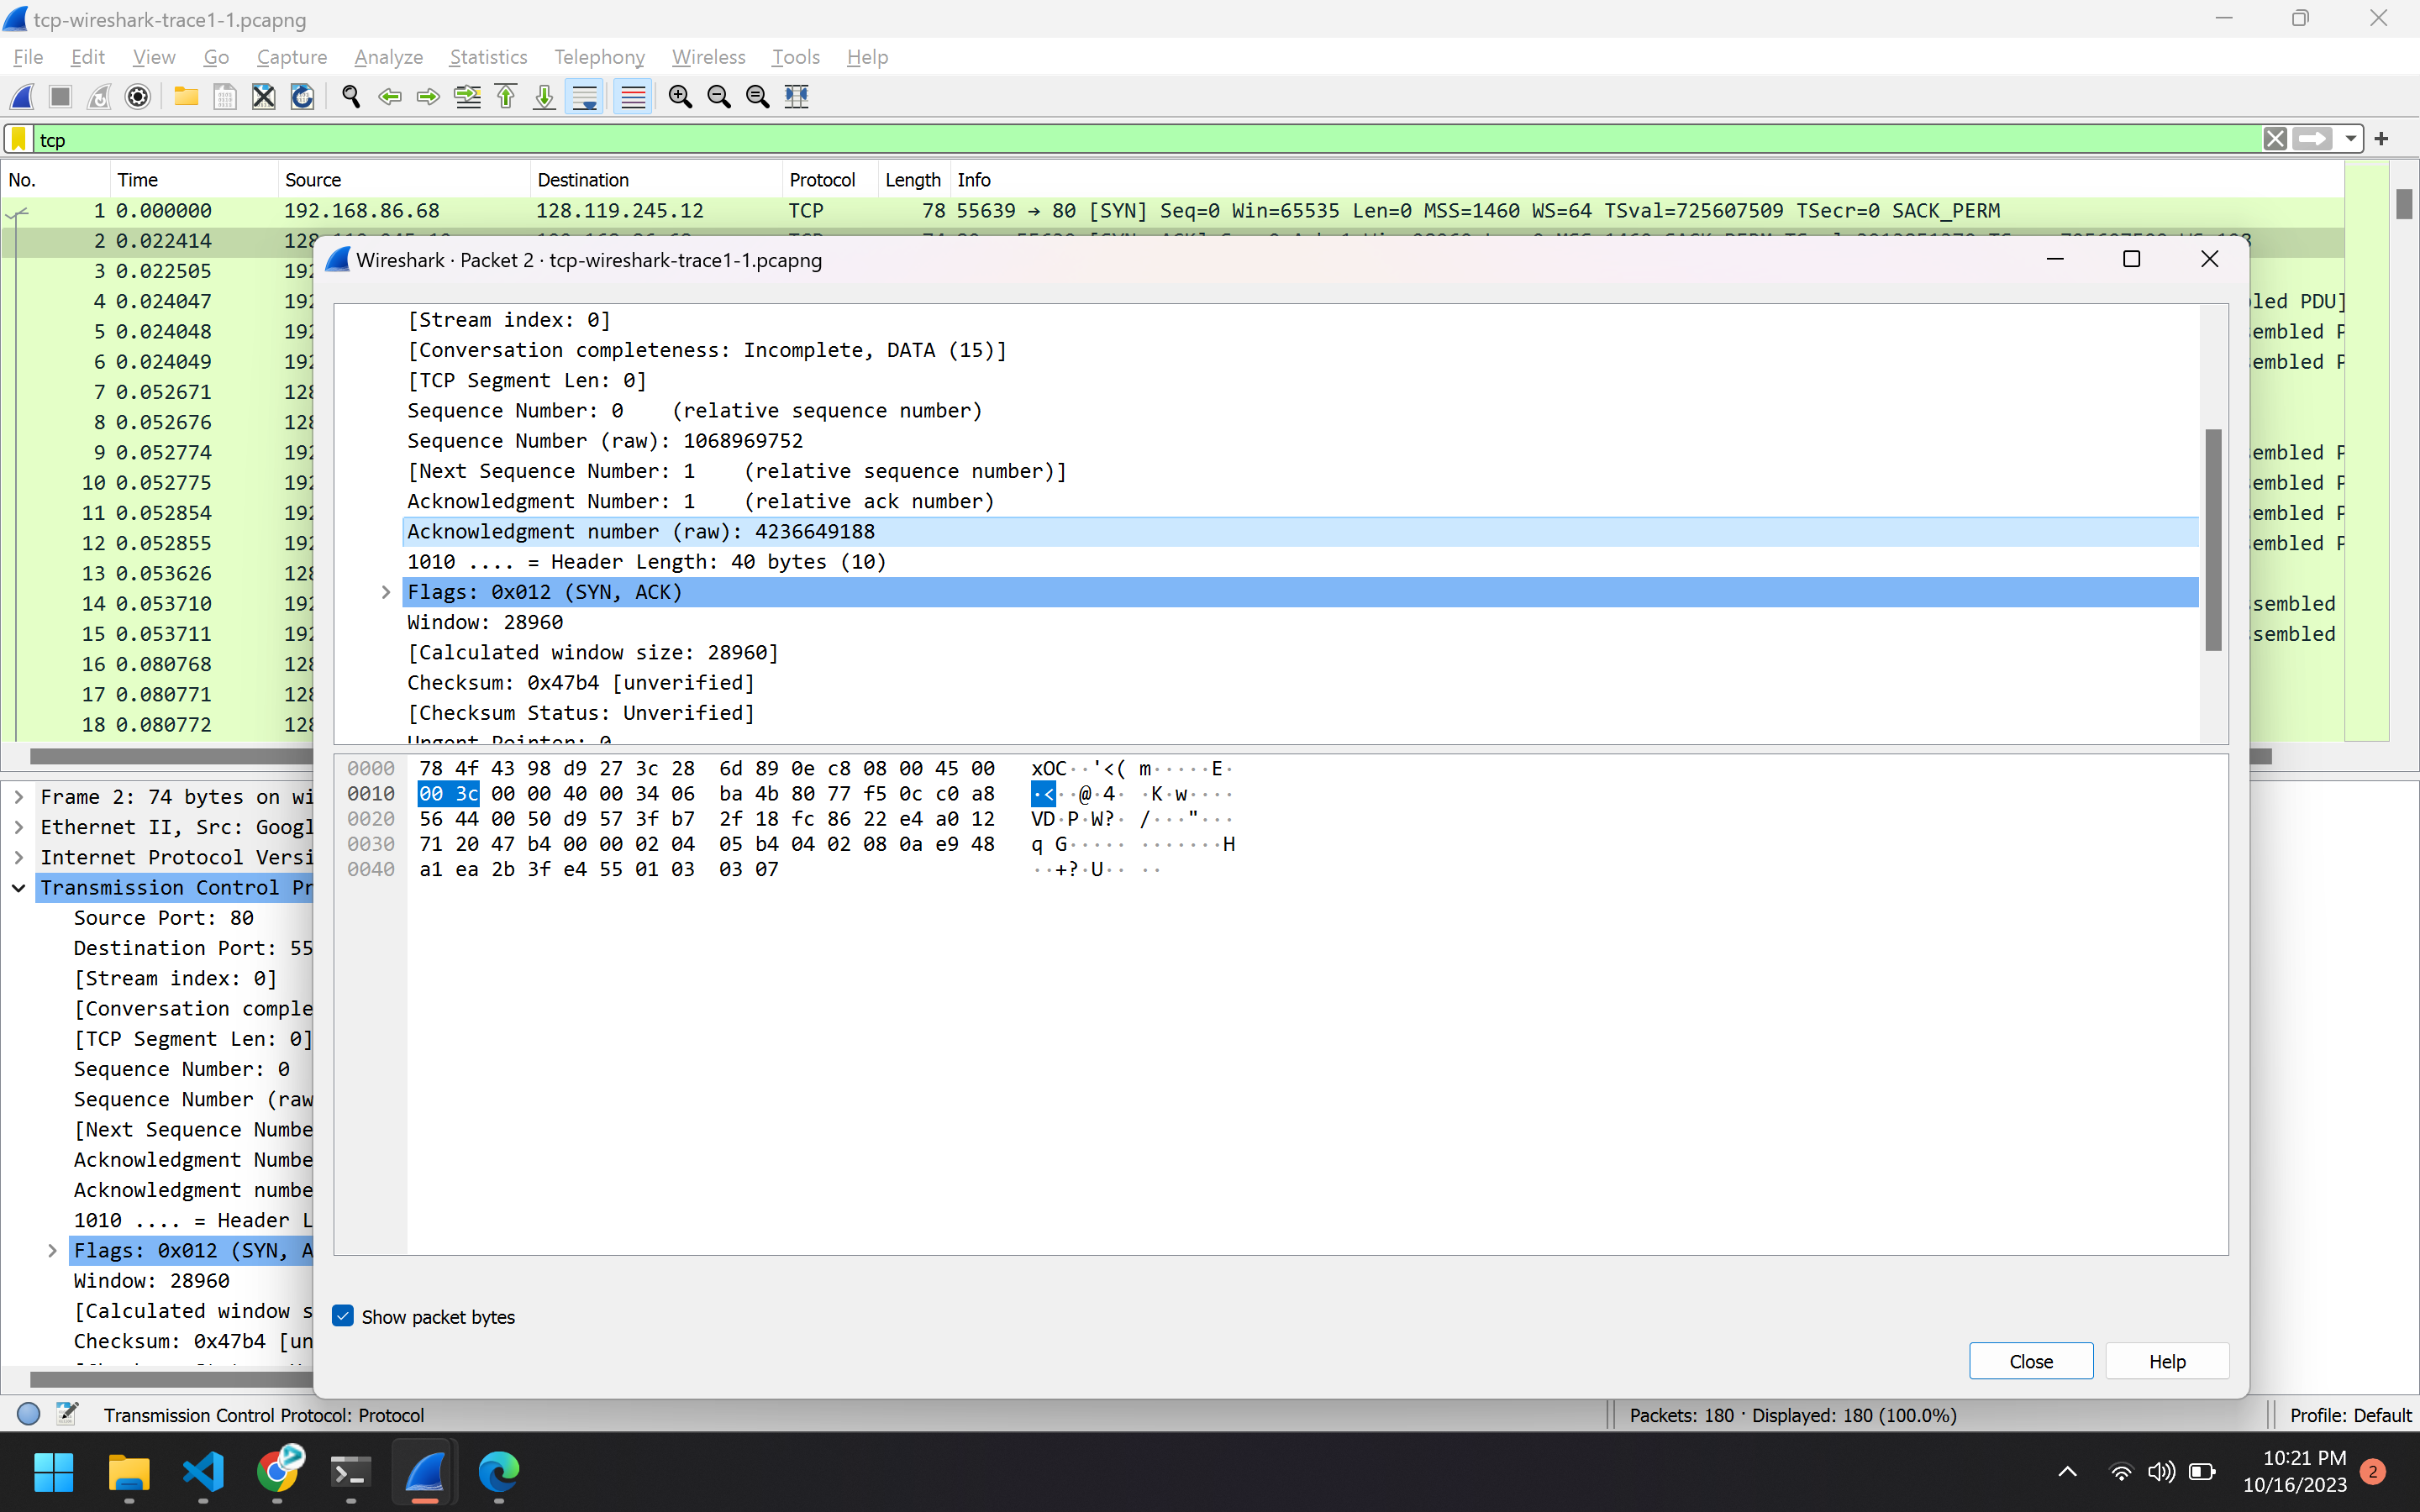 tcp-wireshark-trace1-1.pcapng
File Edit View Go Capture Analyze Statistics Telephony Wireless Tools Help
tcp
No. Time Source Destination Protocol Length Info
1 0.000000 192.168.86.68 128.119.245.12 TCP 78 55639 → 80 [SYN] Seq=0 Win=65535 Len=0 MSS=1460 WS=64 TSval=725607509 TSecr=0 SACK_PERM
2 0.022414 128
3 0.022505 192
4 0.024047 192 led PDU]
5 0.024048 192 embled P
6 0.024049 192 embled P
7 0.052671 128
8 0.052676 128
9 0.052774 192 embled P
10 0.052775 192 embled P
11 0.052854 192 embled P
12 0.052855 192 embled P
13 0.053626 128
14 0.053710 192 sembled
15 0.053711 192 sembled
16 0.080768 128
17 0.080771 128
18 0.080772 128
Wireshark · Packet 2 · tcp-wireshark-trace1-1.pcapng
[Stream index: 0]
[Conversation completeness: Incomplete, DATA (15)]
[TCP Segment Len: 0]
Sequence Number: 0 (relative sequence number)
Sequence Number (raw): 1068969752
[Next Sequence Number: 1 (relative sequence number)]
Acknowledgment Number: 1 (relative ack number)
Acknowledgment number (raw): 4236649188
1010 .... = Header Length: 40 bytes (10)
Flags: 0x012 (SYN, ACK)
Window: 28960
[Calculated window size: 28960]
Checksum: 0x47b4 [unverified]
[Checksum Status: Unverified]
Urgent Pointer: 0
0000 78 4f 43 98 d9 27 3c 28 6d 89 0e c8 08 00 45 00 xOC··'<( m·····E·
0010 00 3c 00 00 40 00 34 06 ba 4b 80 77 f5 0c c0 a8 ·<··@·4· ·K·w····
0020 56 44 00 50 d9 57 3f b7 2f 18 fc 86 22 e4 a0 12 VD·P·W?· /···"···
0030 71 20 47 b4 00 00 02 04 05 b4 04 02 08 0a e9 48 q G····· ·······H
0040 a1 ea 2b 3f e4 55 01 03 03 07 ··+?·U·· ··
Show packet bytes
Close Help
Frame 2: 74 bytes on wi
Ethernet II, Src: Googl
Internet Protocol Versi
Transmission Control Pr
Source Port: 80
Destination Port: 55
[Stream index: 0]
[Conversation comple
[TCP Segment Len: 0]
Sequence Number: 0
Sequence Number (raw
[Next Sequence Numbe
Acknowledgment Numbe
Acknowledgment numbe
1010 .... = Header L
Flags: 0x012 (SYN, A
Window: 28960
[Calculated window s
Checksum: 0x47b4 [un
Transmission Control Protocol: Protocol
Packets: 180 · Displayed: 180 (100.0%)
Profile: Default
10:21 PM
10/16/2023
2